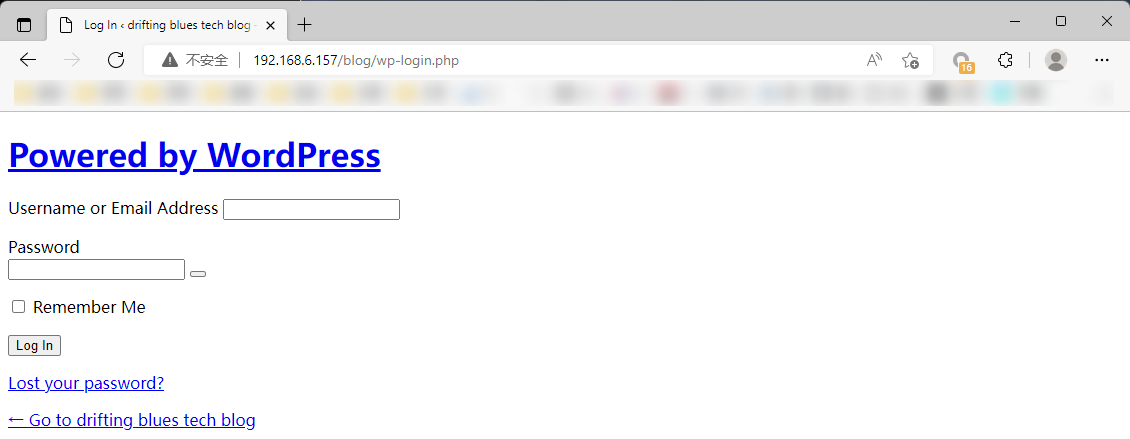 Log In ‹ drifting blues tech blog -
不安全 | 192.168.6.157/blog/wp-login.php
16
Powered by WordPress
Username or Email Address
Password
Remember Me
Log In
Lost your password?
← Go to drifting blues tech blog